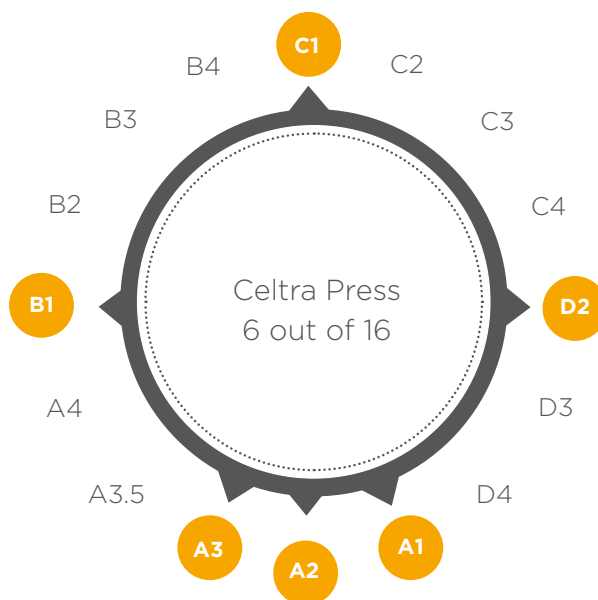 C1
C2
C3
C4
D2
D3
D4
A1
A2
A3
A3.5
A4
B1
B2
B3
B4
Celtra Press
6 out of 16